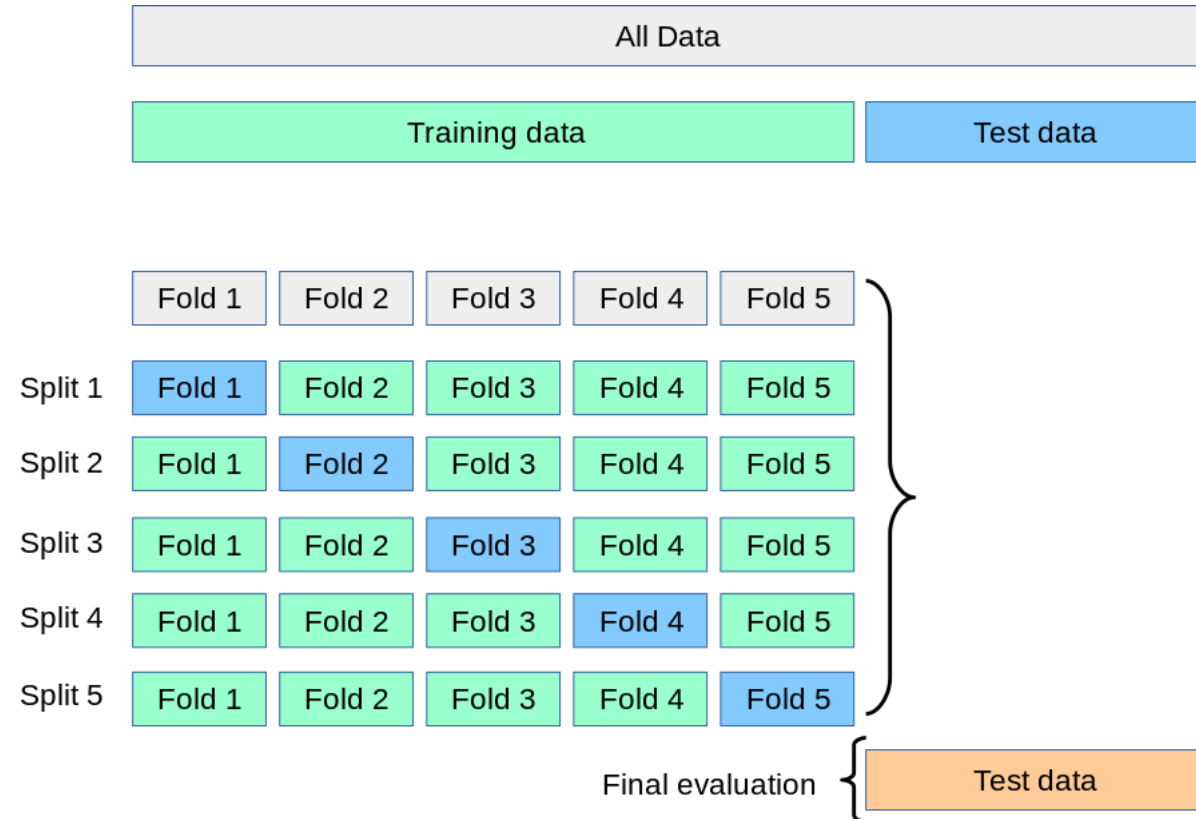 All Data
Training data Test data
Fold 1 Fold 2 Fold 3 Fold 4 Fold 5
Split 1 Fold 1 Fold 2 Fold 3 Fold 4 Fold 5
Split 2 Fold 1 Fold 2 Fold 3 Fold 4 Fold 5
Split 3 Fold 1 Fold 2 Fold 3 Fold 4 Fold 5
Split 4 Fold 1 Fold 2 Fold 3 Fold 4 Fold 5
Split 5 Fold 1 Fold 2 Fold 3 Fold 4 Fold 5
Final evaluation Test data